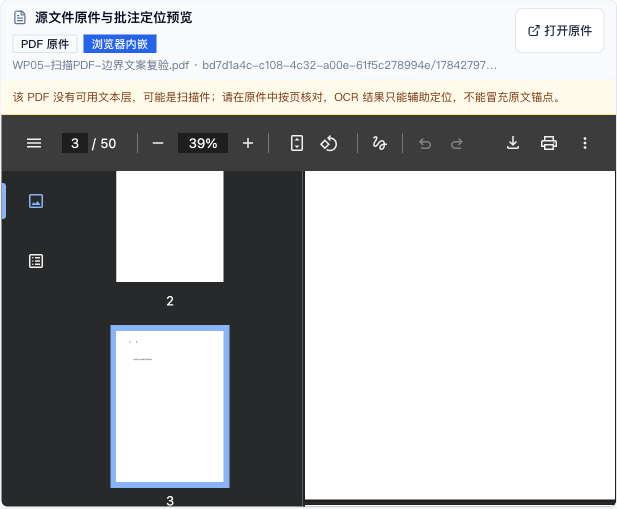 源文件原件与批注定位预览
打开原件
PDF 原件
浏览器内嵌
WP05-扫描PDF-边界文案复验.pdf · bd7d1a4c-c108-4c32-a00e-61f5c278994e/17842797...
该 PDF 没有可用文本层，可能是扫描件；请在原件中按页核对，OCR 结果只能辅助定位，不能冒充原文锚点。
3 / 50
39%
2
3